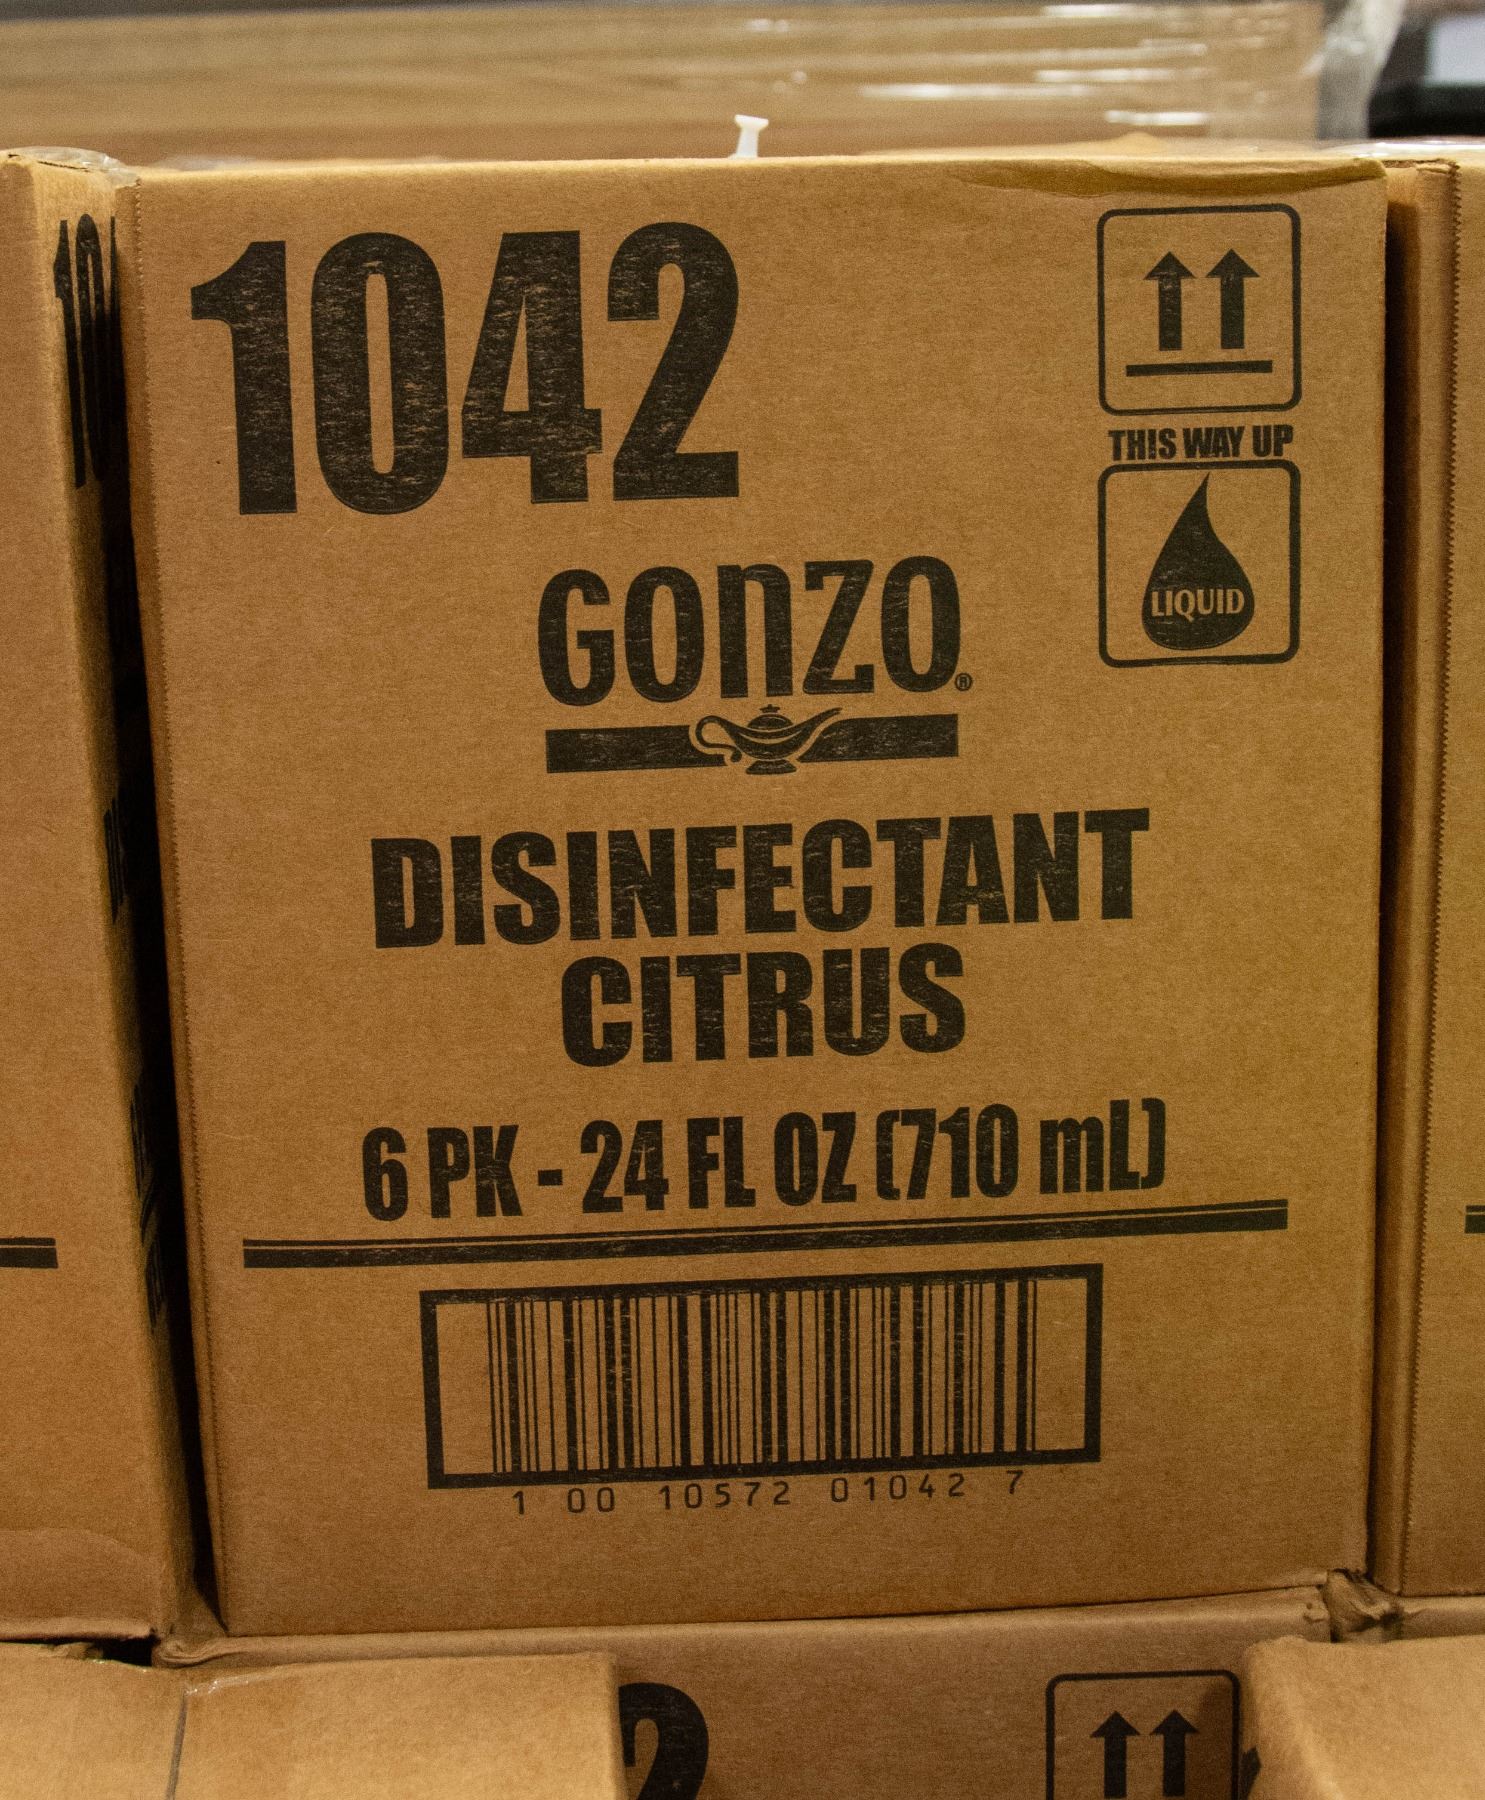 1042
THIS WAY UP
LIQUID
GONZO®
DISINFECTANT
CITRUS
6 PK - 24 FL OZ (710 mL)
1 00 10572 01042 7
2